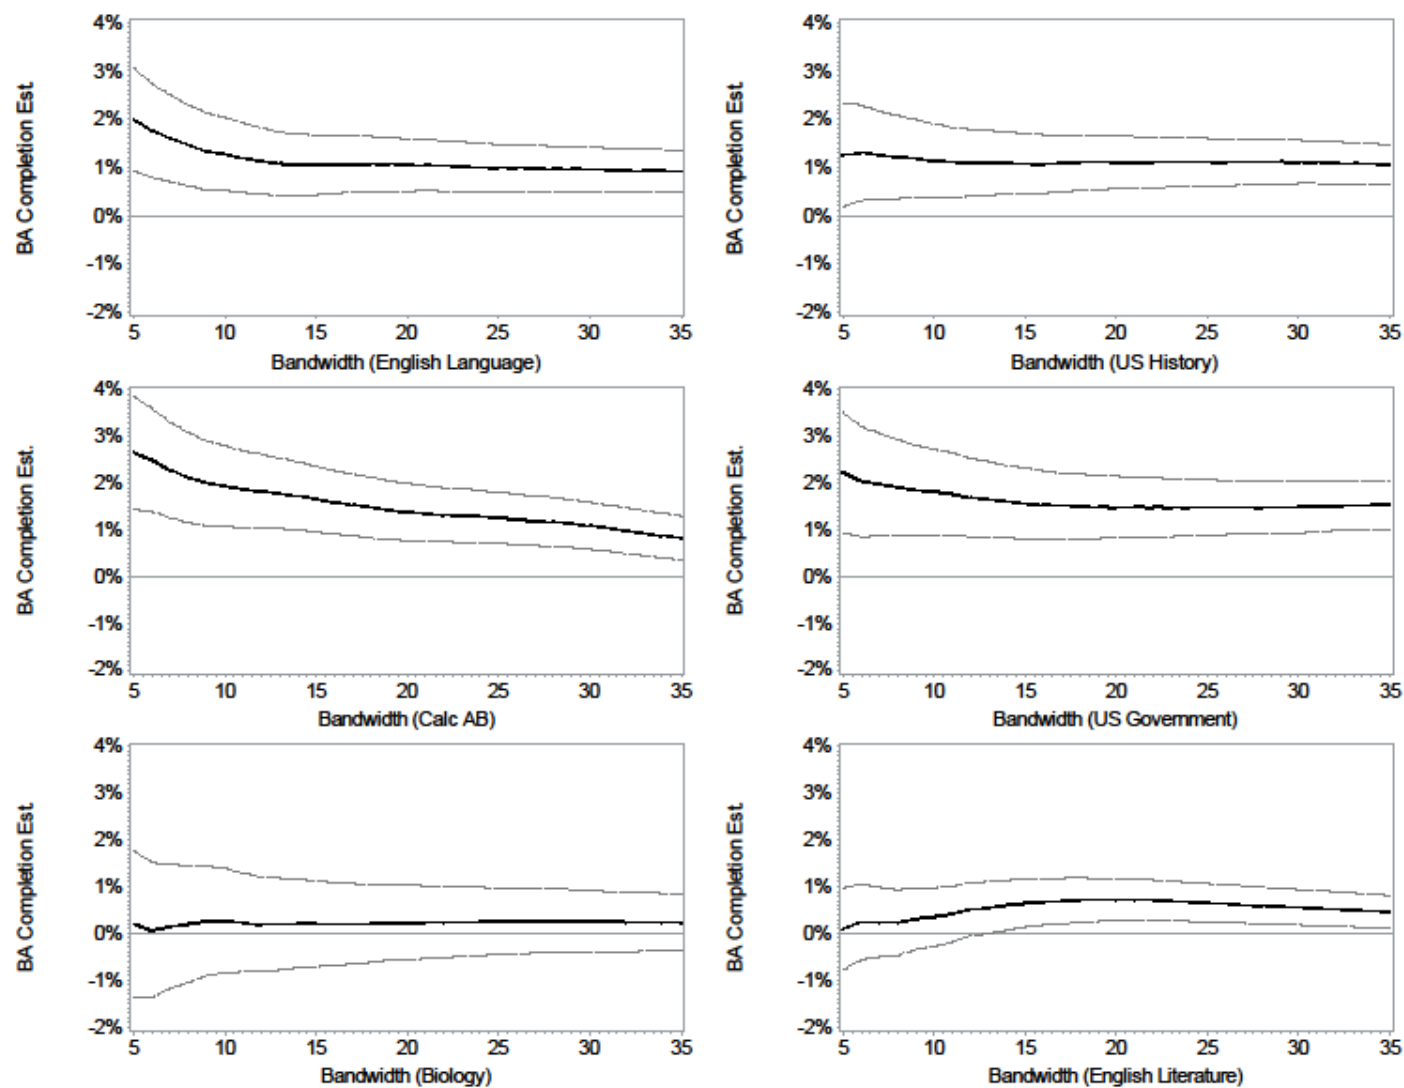 4%
3%
2%
1%
0%
-1%
-2%
BA Completion Est.
5 10 15 20 25 30 35
Bandwidth (English Language)
4%
3%
2%
1%
0%
-1%
-2%
BA Completion Est.
5 10 15 20 25 30 35
Bandwidth (US History)
4%
3%
2%
1%
0%
-1%
-2%
BA Completion Est.
5 10 15 20 25 30 35
Bandwidth (Calc AB)
4%
3%
2%
1%
0%
-1%
-2%
BA Completion Est.
5 10 15 20 25 30 35
Bandwidth (US Government)
4%
3%
2%
1%
0%
-1%
-2%
BA Completion Est.
5 10 15 20 25 30 35
Bandwidth (Biology)
4%
3%
2%
1%
0%
-1%
-2%
BA Completion Est.
5 10 15 20 25 30 35
Bandwidth (English Literature)